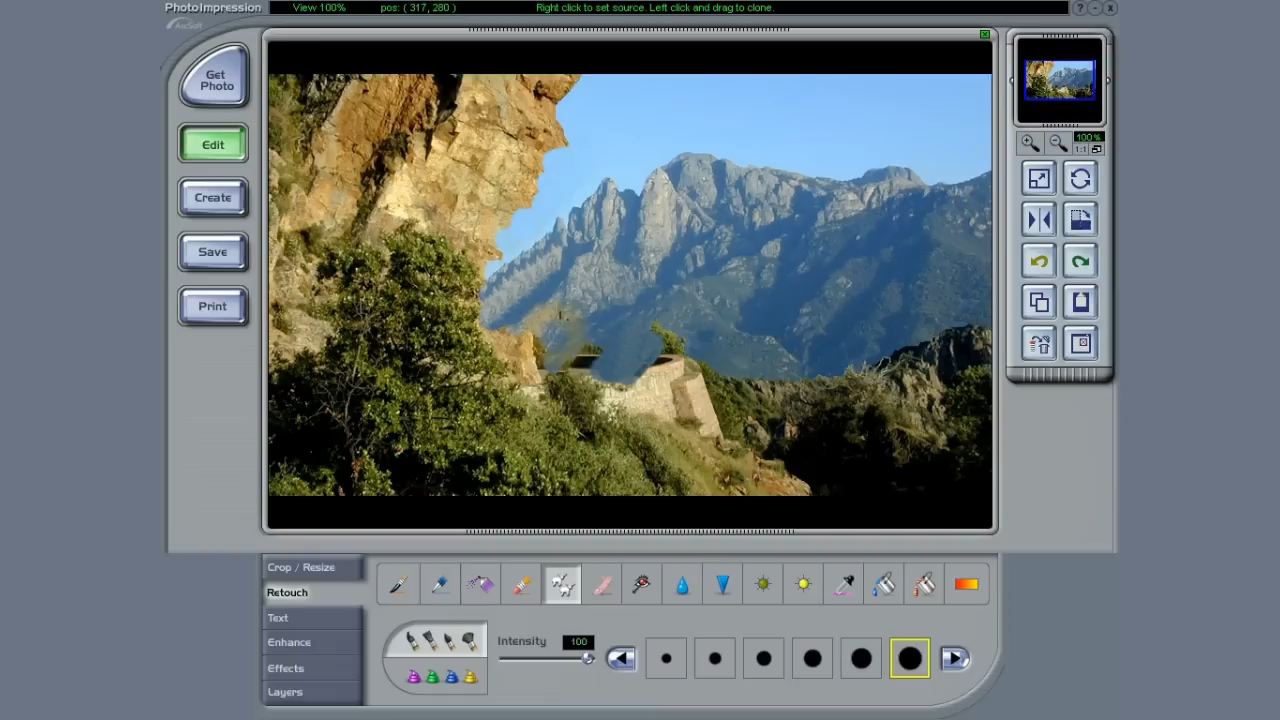 PhotoImpression View 100% pos: ( 317, 280 ) Right click to set source. Left click and drag to clone. ? - x
ArcSoft
Get
Photo
Edit
Create
Save
Print
100%
1:1
Crop / Resize
Retouch
Text
Enhance
Effects
Layers
Intensity 100